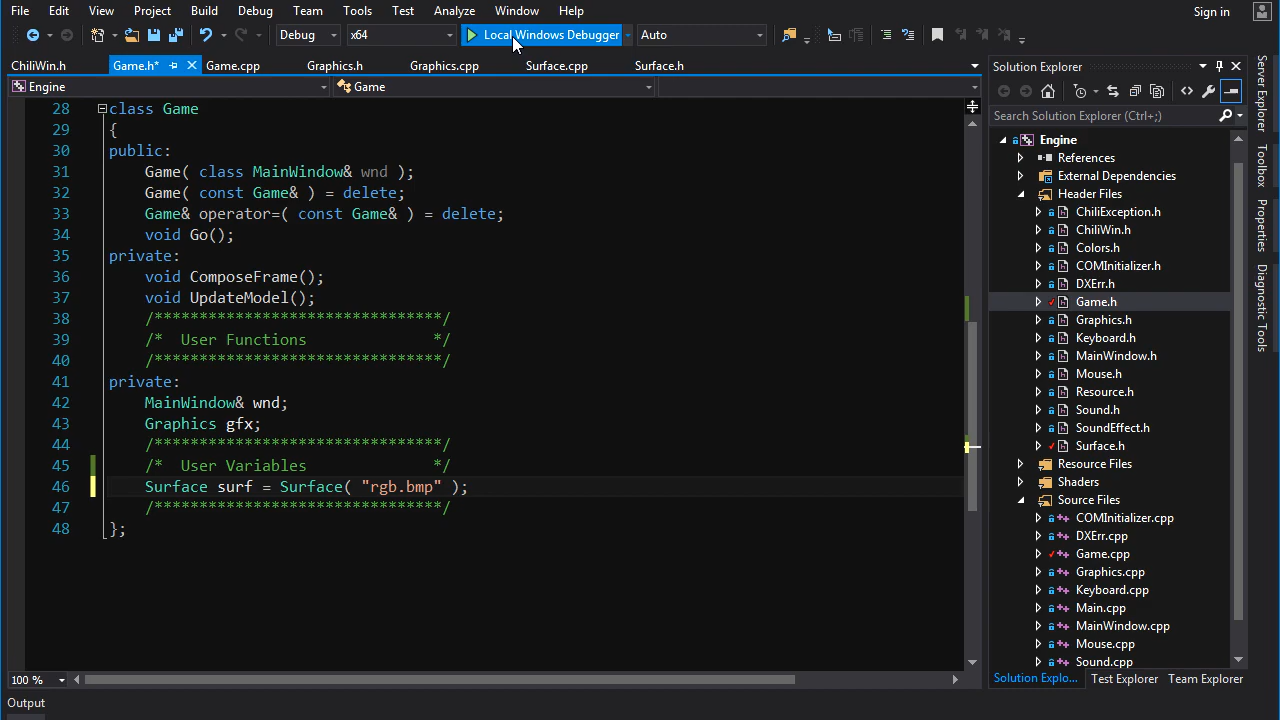 File Edit View Project Build Debug Team Tools Test Analyze Window Help Sign in
Debug x64 Local Windows Debugger Auto
ChiliWin.h Game.h* Game.cpp Graphics.h Graphics.cpp Surface.cpp Surface.h
Engine Game
28 class Game
29 {
30 public:
31 Game( class MainWindow& wnd );
32 Game( const Game& ) = delete;
33 Game& operator=( const Game& ) = delete;
34 void Go();
35 private:
36 void ComposeFrame();
37 void UpdateModel();
38 /********************************/
39 /*  User Functions              */
40 /********************************/
41 private:
42 MainWindow& wnd;
43 Graphics gfx;
44 /********************************/
45 /*  User Variables              */
46 Surface surf = Surface( "rgb.bmp" );
47 /********************************/
48 };
100 %
Output
Solution Explorer
Search Solution Explorer (Ctrl+;)
Engine
References
External Dependencies
Header Files
ChiliException.h
ChiliWin.h
Colors.h
COMInitializer.h
DXErr.h
Game.h
Graphics.h
Keyboard.h
MainWindow.h
Mouse.h
Resource.h
Sound.h
SoundEffect.h
Surface.h
Resource Files
Shaders
Source Files
COMInitializer.cpp
DXErr.cpp
Game.cpp
Graphics.cpp
Keyboard.cpp
Main.cpp
MainWindow.cpp
Mouse.cpp
Sound.cpp
Solution Explo... Test Explorer Team Explorer
Server Explorer
Toolbox
Properties
Diagnostic Tools